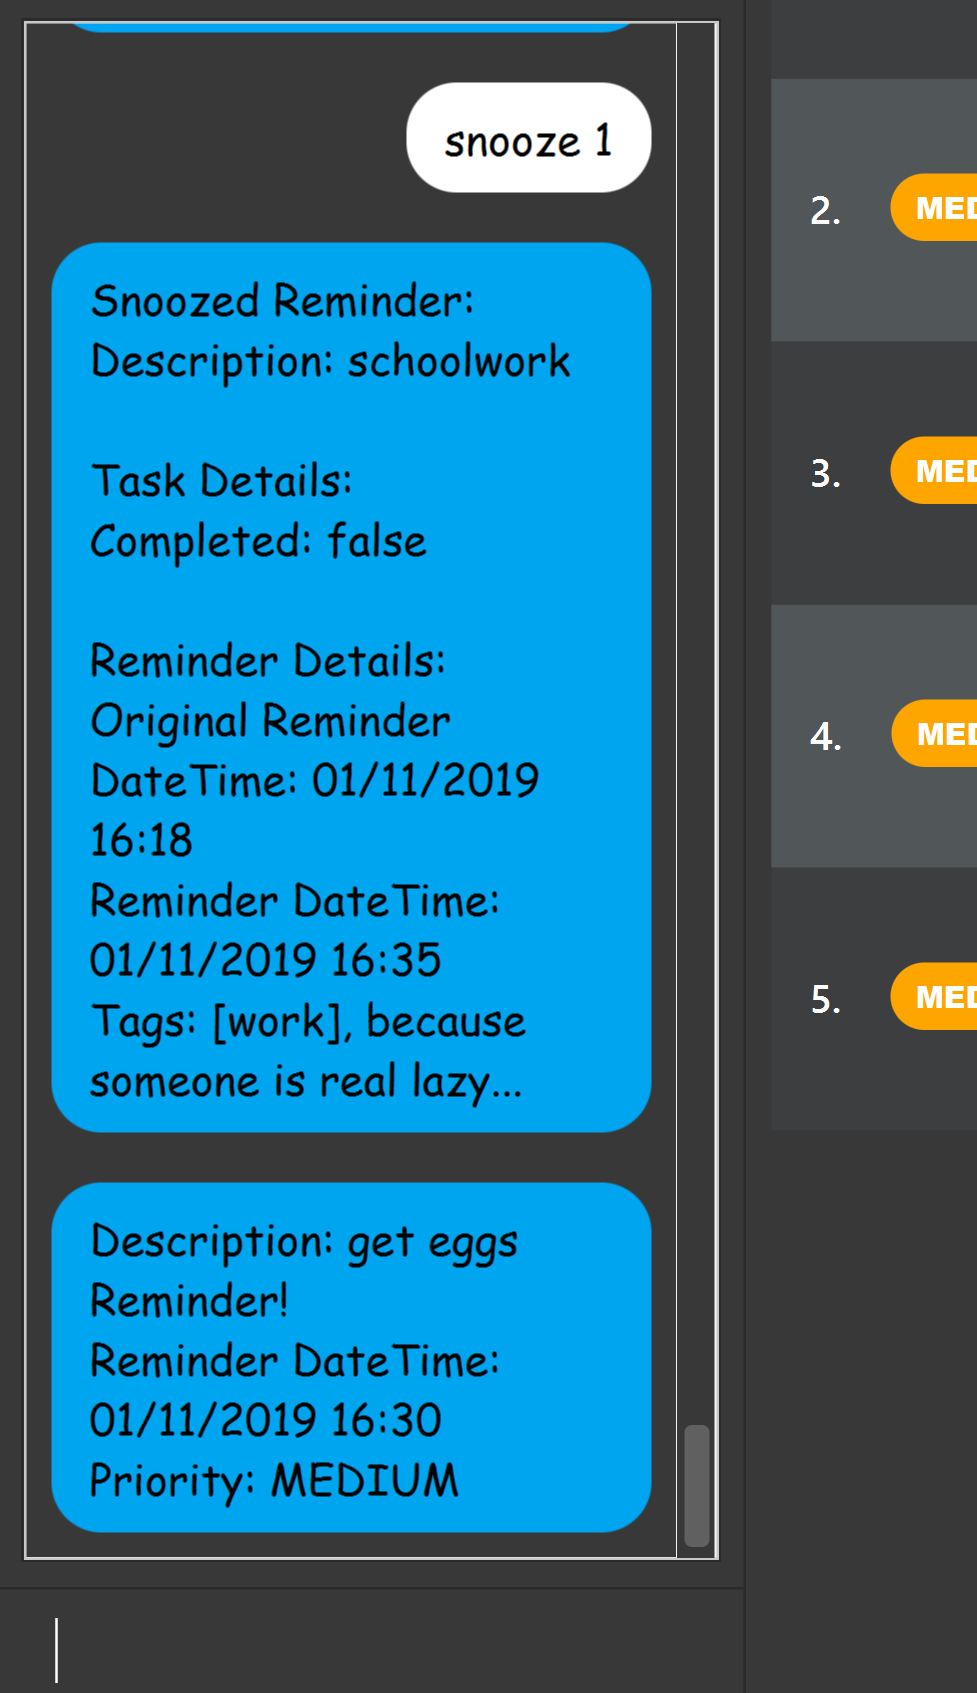 snooze 1
Snoozed Reminder:
Description: schoolwork
Task Details:
Completed: false
Reminder Details:
Original Reminder
DateTime: 01/11/2019
16:18
Reminder DateTime:
01/11/2019 16:35
Tags: [work], because
someone is real lazy...
Description: get eggs
Reminder!
Reminder DateTime:
01/11/2019 16:30
Priority: MEDIUM
2. MED
3. MED
4. MED
5. MED